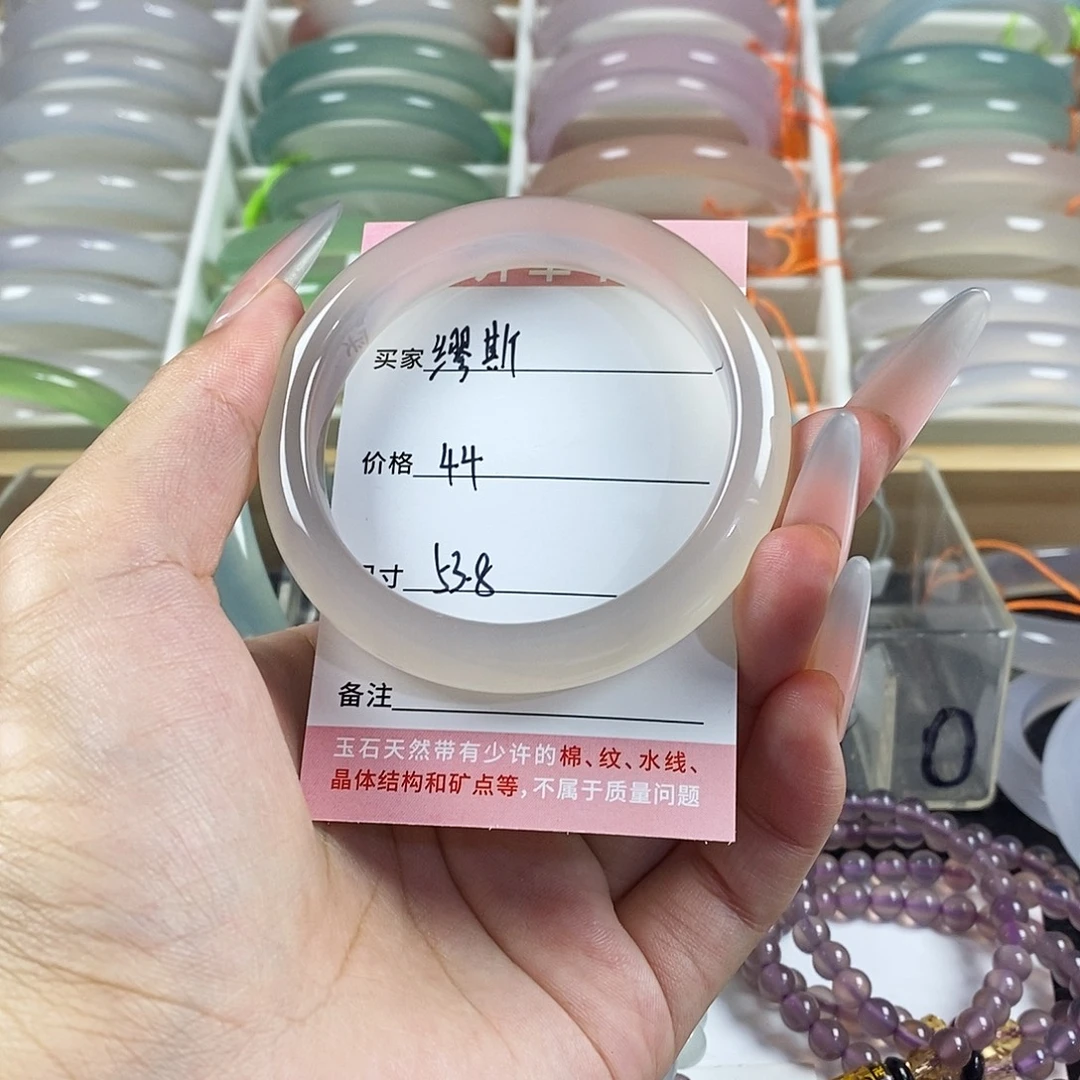 买家 缪斯
价格 44
寸 53.8
备注
玉石天然带有少许的棉、纹、水线、
晶体结构和矿点等,不属于质量问题
0